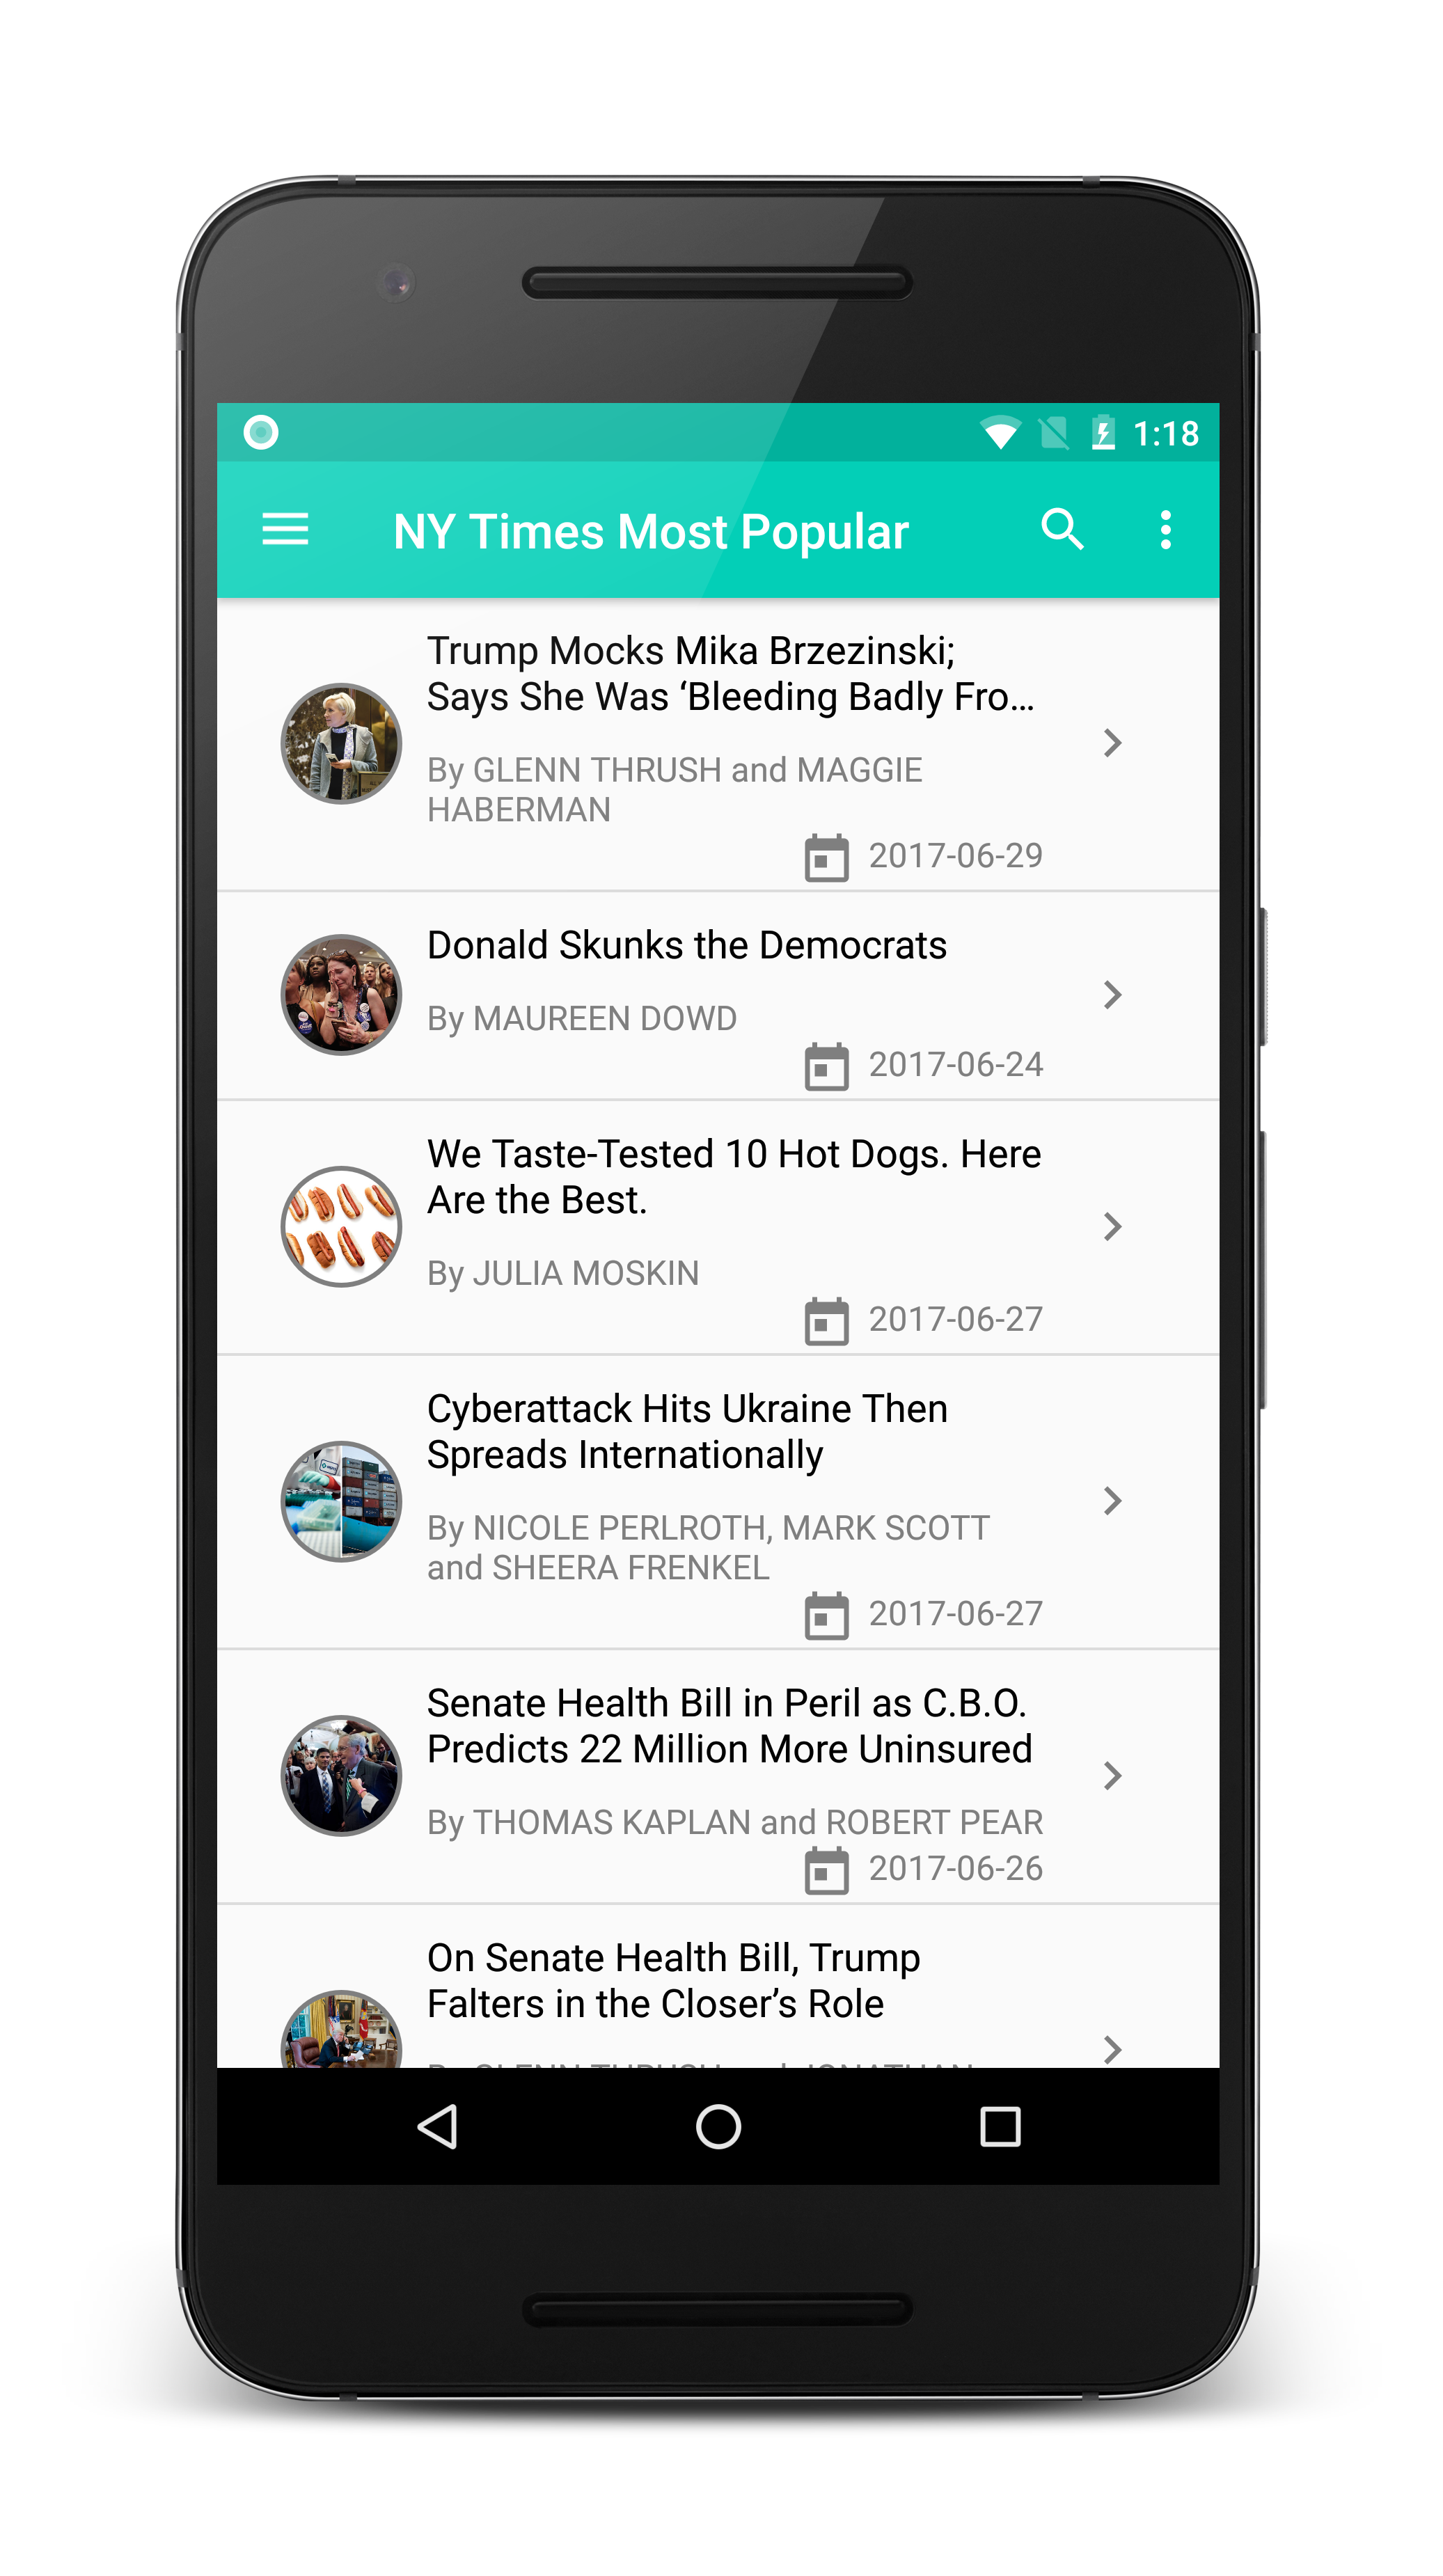 1:18
NY Times Most Popular
Trump Mocks Mika Brzezinski;
Says She Was ‘Bleeding Badly Fro...
By GLENN THRUSH and MAGGIE
HABERMAN
2017-06-29
Donald Skunks the Democrats
By MAUREEN DOWD
2017-06-24
We Taste-Tested 10 Hot Dogs. Here
Are the Best.
By JULIA MOSKIN
2017-06-27
Cyberattack Hits Ukraine Then
Spreads Internationally
By NICOLE PERLROTH, MARK SCOTT
and SHEERA FRENKEL
2017-06-27
Senate Health Bill in Peril as C.B.O.
Predicts 22 Million More Uninsured
By THOMAS KAPLAN and ROBERT PEAR
2017-06-26
On Senate Health Bill, Trump
Falters in the Closer’s Role
By GLENN THRUSH and JONATHAN